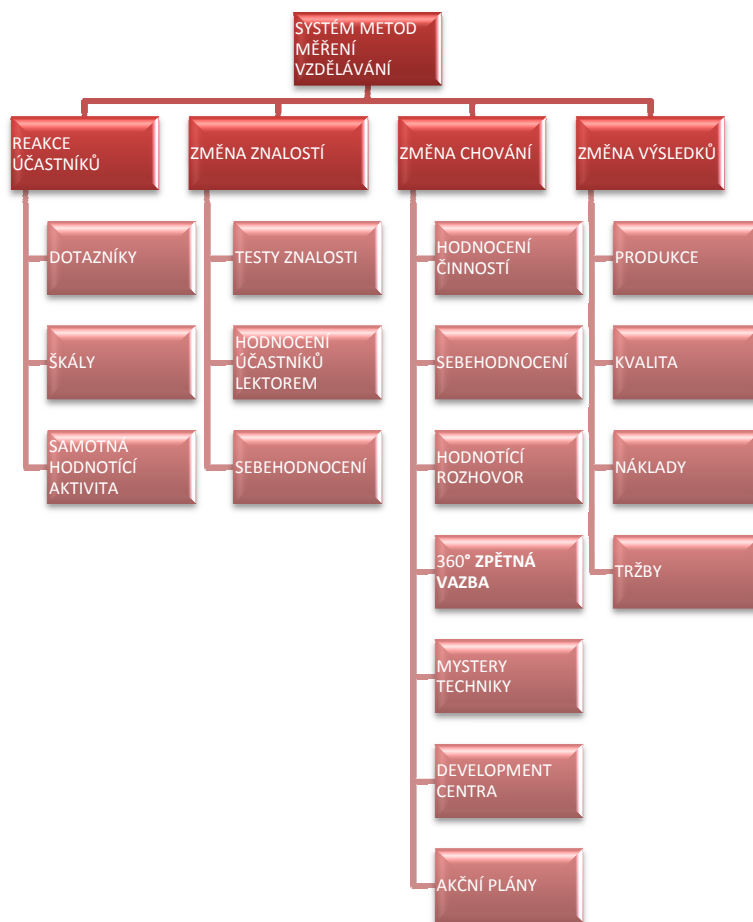 SYSTÉM METOD
MĚŘENÍ
VZDĚLÁVÁNÍ
REAKCE
ÚČASTNÍKŮ
DOTAZNÍKY
ŠKÁLY
SAMOTNÁ
HODNOTÍCÍ
AKTIVITA
ZMĚNA ZNALOSTÍ
TESTY ZNALOSTI
HODNOCENÍ
ÚČASTNÍKŮ
LEKTOREM
SEBEHODNOCENÍ
ZMĚNA CHOVÁNÍ
HODNOCENÍ
ČINNOSTÍ
SEBEHODNOCENÍ
HODNOTÍCÍ
ROZHOVOR
360° ZPĚTNÁ
VAZBA
MYSTERY
TECHNIKY
DEVELOPMENT
CENTRA
AKČNÍ PLÁNY
ZMĚNA VÝSLEDKŮ
PRODUKCE
KVALITA
NÁKLADY
TRŽBY